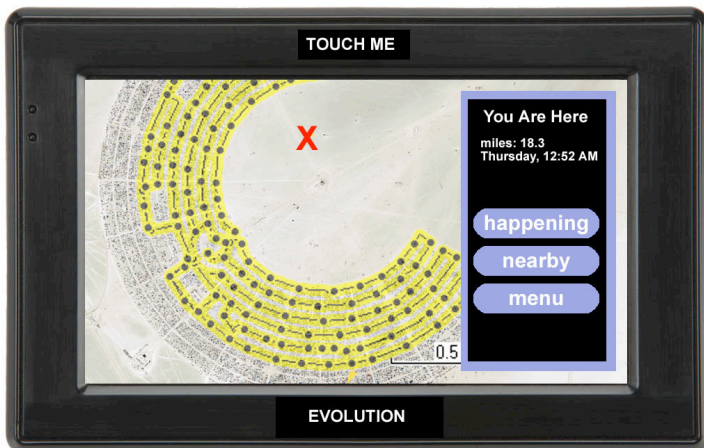 TOUCH ME
X
You Are Here
miles: 18.3
Thursday, 12:52 AM
happening
nearby
menu
0.5
EVOLUTION